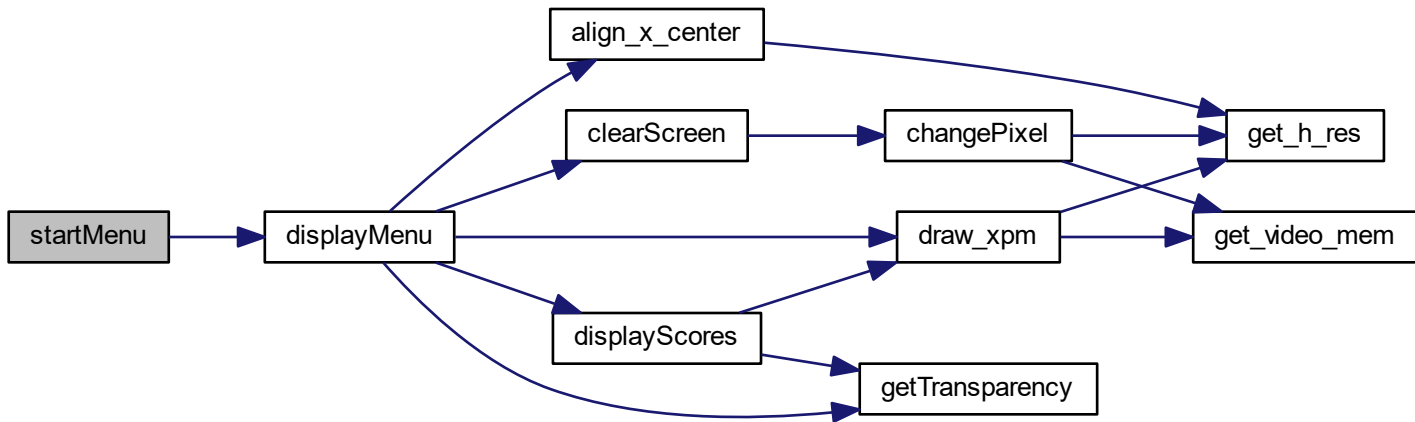 startMenu
displayMenu
align_x_center
clearScreen
displayScores
changePixel
draw_xpm
getTransparency
get_h_res
get_video_mem